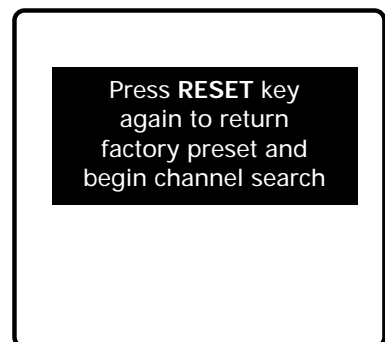 Press RESET key
again to return
factory preset and
begin channel search